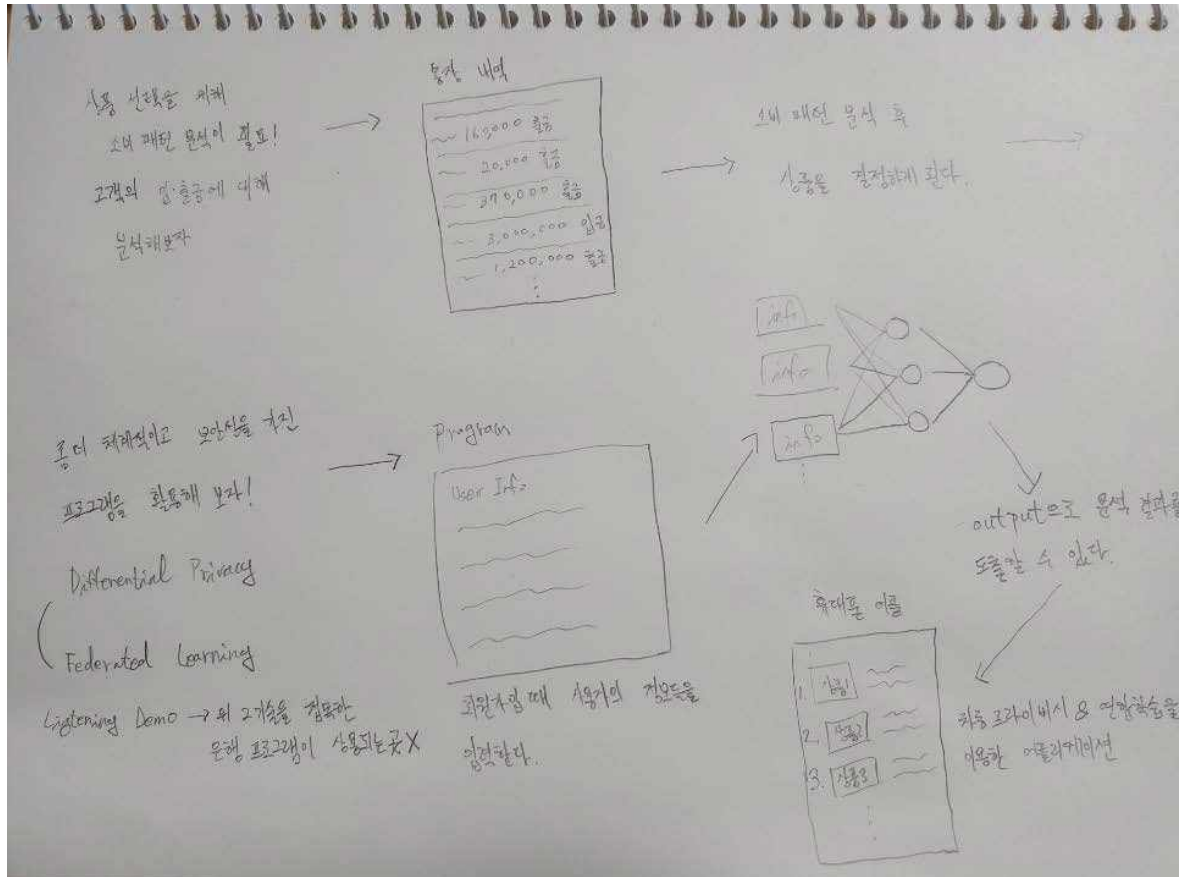 상품 선택을 위해
소비 패턴 분석이 필요!
고객의 입출금에 대해
분석해보자
통장 내역
163000 출금
20,000 출금
370,000 출금
3,000,000 입금
1,200,000 출금
소비 패턴 분석 후
상품을 결정하게 된다.
좀더 체계적이고 보안성을 추진
프로그램을 활용해 보자!
Differential Privacy
Federated Learning
Listening Demo → 위 2기술을 접목한
은행 프로그램이 상용되는 곳 X
Program
User Info
회원가입 때 사용자의 정보들을
입력한다.
info
info
info
output으로 분석 결과를
도출할 수 있다.
휴대폰 어플
1. 상품1
2. 상품2
3. 상품3
차등 프라이버시 & 연합학습을
이용한 어플리케이션